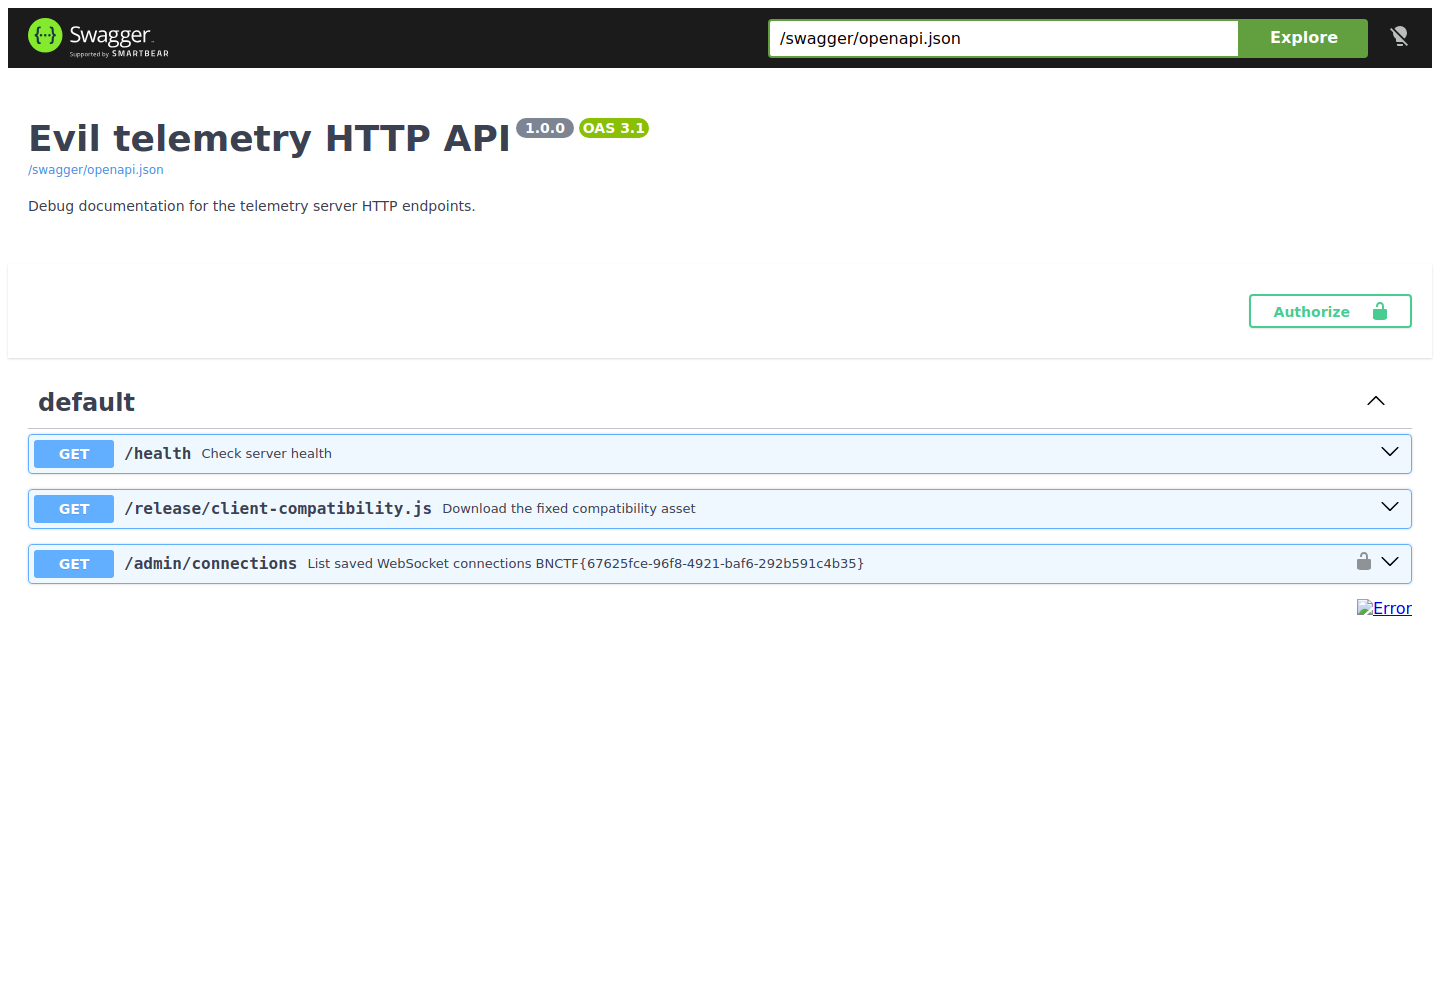 Swagger
Supported by SMARTBEAR
/swagger/openapi.json
Explore
Evil telemetry HTTP API 1.0.0 OAS 3.1
/swagger/openapi.json
Debug documentation for the telemetry server HTTP endpoints.
Authorize
default
GET /health Check server health
GET /release/client-compatibility.js Download the fixed compatibility asset
GET /admin/connections List saved WebSocket connections BNCTF{67625fce-96f8-4921-baf6-292b591c4b35}
Error